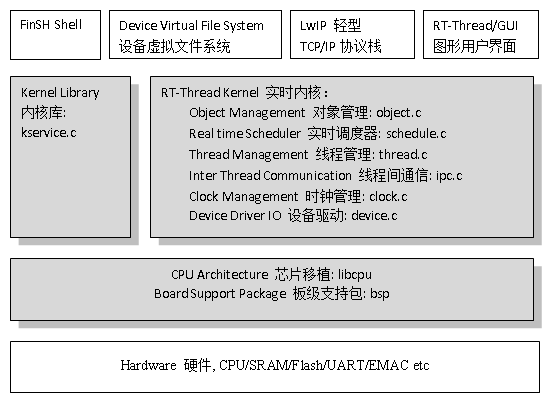 FinSH Shell
Device Virtual File System
设备虚拟文件系统
LwIP 轻型
TCP/IP 协议栈
RT-Thread/GUI
图形用户界面
Kernel Library
内核库:
kservice.c
RT-Thread Kernel 实时内核：
Object Management 对象管理: object.c
Real time Scheduler 实时调度器: schedule.c
Thread Management 线程管理: thread.c
Inter Thread Communication 线程间通信: ipc.c
Clock Management 时钟管理: clock.c
Device Driver IO 设备驱动: device.c
CPU Architecture 芯片移植: libcpu
Board Support Package 板级支持包: bsp
Hardware 硬件, CPU/SRAM/Flash/UART/EMAC etc